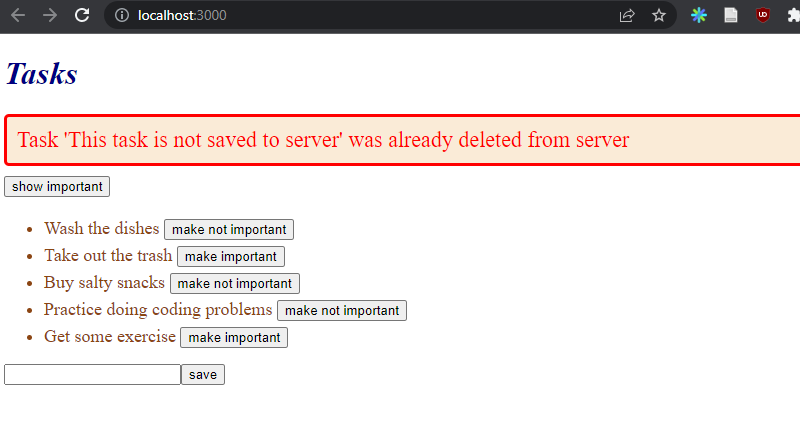 localhost:3000
UD
Tasks
Task 'This task is not saved to server' was already deleted from server
show important
Wash the dishes make not important
Take out the trash make important
Buy salty snacks make not important
Practice doing coding problems make not important
Get some exercise make important
save